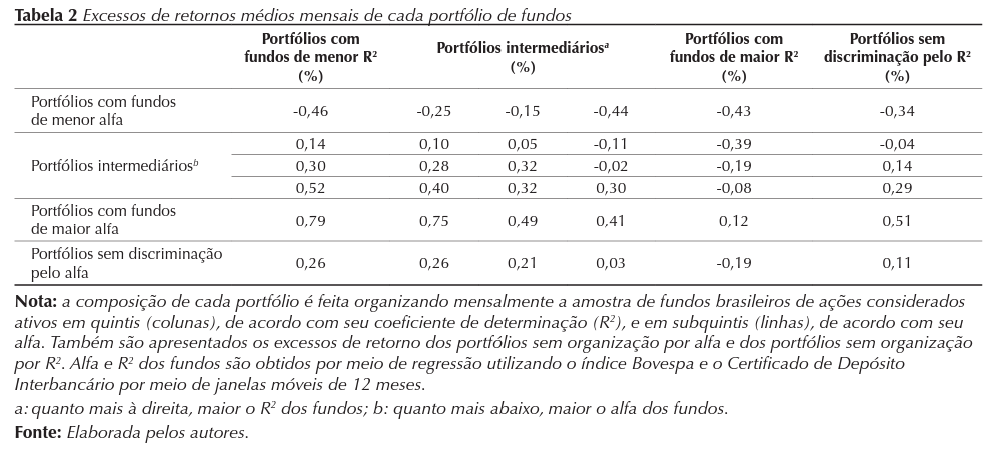 Tabela 2 Excessos de retornos médios mensais de cada portfólio de fundos
Portfólios com fundos de menor R² (%) Portfólios intermediáriosᵃ (%) Portfólios com fundos de maior R² (%) Portfólios sem discriminação pelo R² (%)
Portfólios com fundos de menor alfa -0,46 -0,25 -0,15 -0,44 -0,43 -0,34
Portfólios intermediáriosᵇ
0,14 0,10 0,05 -0,11 -0,39 -0,04
0,30 0,28 0,32 -0,02 -0,19 0,14
0,52 0,40 0,32 0,30 -0,08 0,29
Portfólios com fundos de maior alfa 0,79 0,75 0,49 0,41 0,12 0,51
Portfólios sem discriminação pelo alfa 0,26 0,26 0,21 0,03 -0,19 0,11
Nota: a composição de cada portfólio é feita organizando mensalmente a amostra de fundos brasileiros de ações considerados
ativos em quintis (colunas), de acordo com seu coeficiente de determinação (R²), e em subquintis (linhas), de acordo com seu
alfa. Também são apresentados os excessos de retorno dos portfólios sem organização por alfa e dos portfólios sem organização
por R². Alfa e R² dos fundos são obtidos por meio de regressão utilizando o índice Bovespa e o Certificado de Depósito
Interbancário por meio de janelas móveis de 12 meses.
a: quanto mais à direita, maior o R² dos fundos; b: quanto mais abaixo, maior o alfa dos fundos.
Fonte: Elaborada pelos autores.